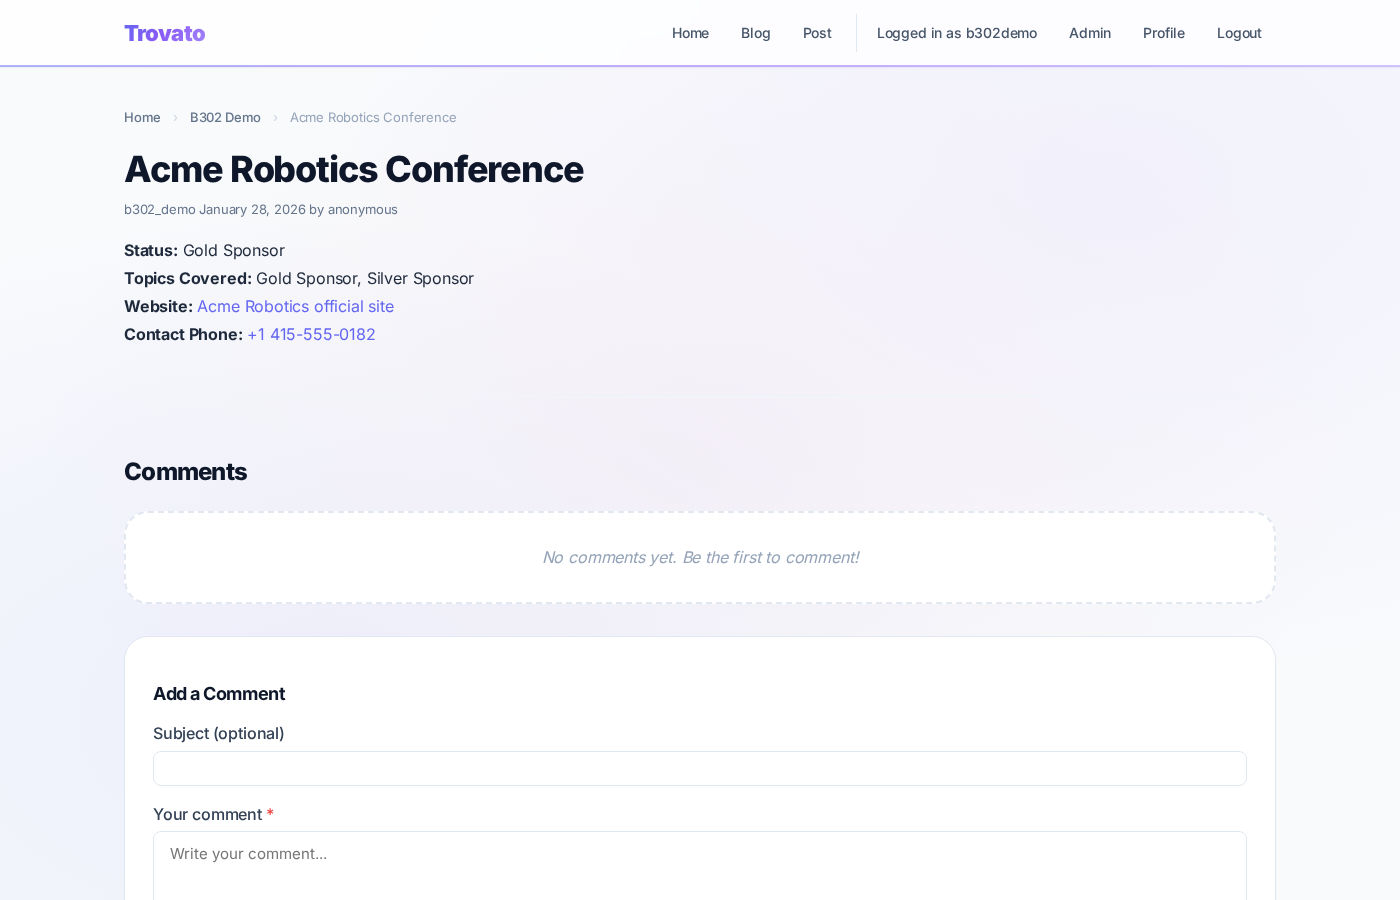 Trovato
Home Blog Post Logged in as b302demo Admin Profile Logout
Home › B302 Demo › Acme Robotics Conference
Acme Robotics Conference
b302_demo January 28, 2026 by anonymous
Status: Gold Sponsor
Topics Covered: Gold Sponsor, Silver Sponsor
Website: Acme Robotics official site
Contact Phone: +1 415-555-0182
Comments
No comments yet. Be the first to comment!
Add a Comment
Subject (optional)
Your comment *
Write your comment...